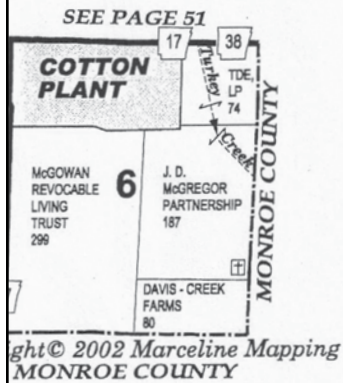 SEE PAGE 51
17
38
COTTON
PLANT
Turkey
Creek
TDE,
LP
74
McGOWAN
REVOCABLE
LIVING
TRUST
299
6
J. D.
McGREGOR
PARTNERSHIP
187
MONROE COUNTY
DAVIS - CREEK
FARMS
80
ght© 2002 Marceline Mapping
MONROE COUNTY